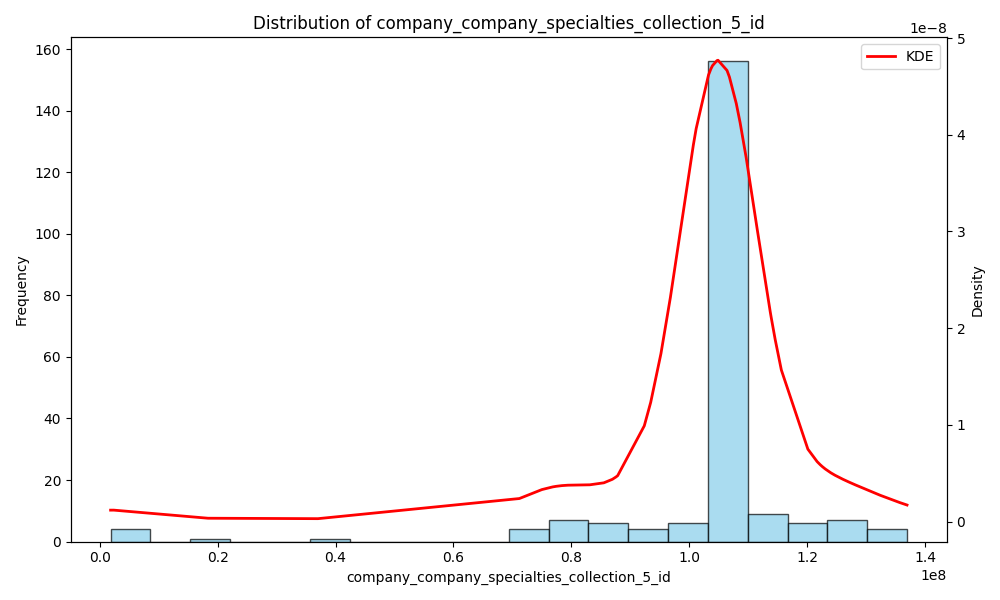 Distribution of company_company_specialties_collection_5_id
1e−8
KDE
Frequency
0
20
40
60
80
100
120
140
160
Density
0
1
2
3
4
5
0.0 0.2 0.4 0.6 0.8 1.0 1.2 1.4
1e8
company_company_specialties_collection_5_id